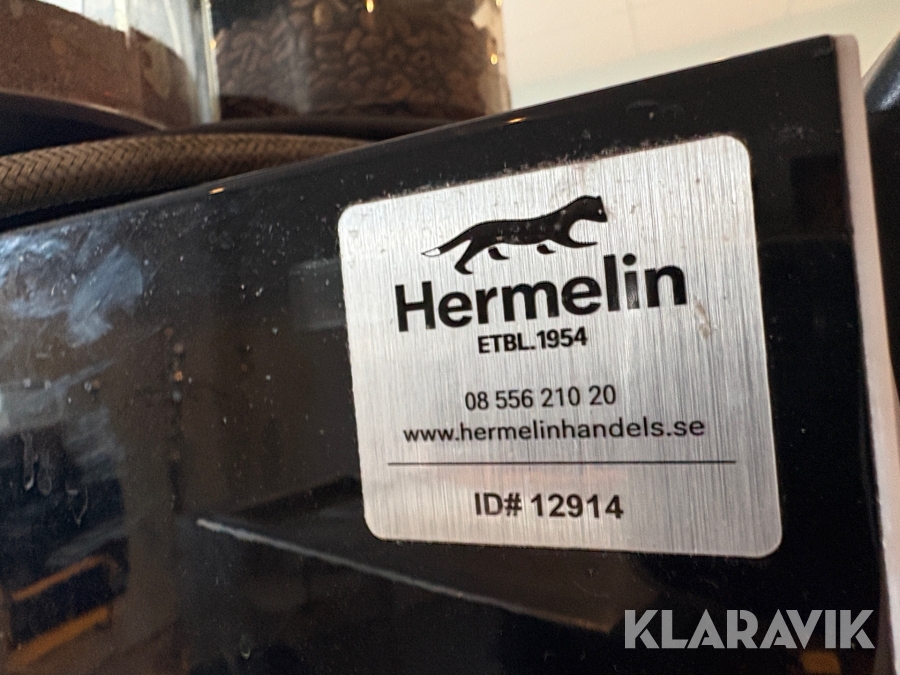 Hermelin
ETBL. 1954
08 556 210 20
www.hermelinhandels.se
ID# 12914
KLARAVIK